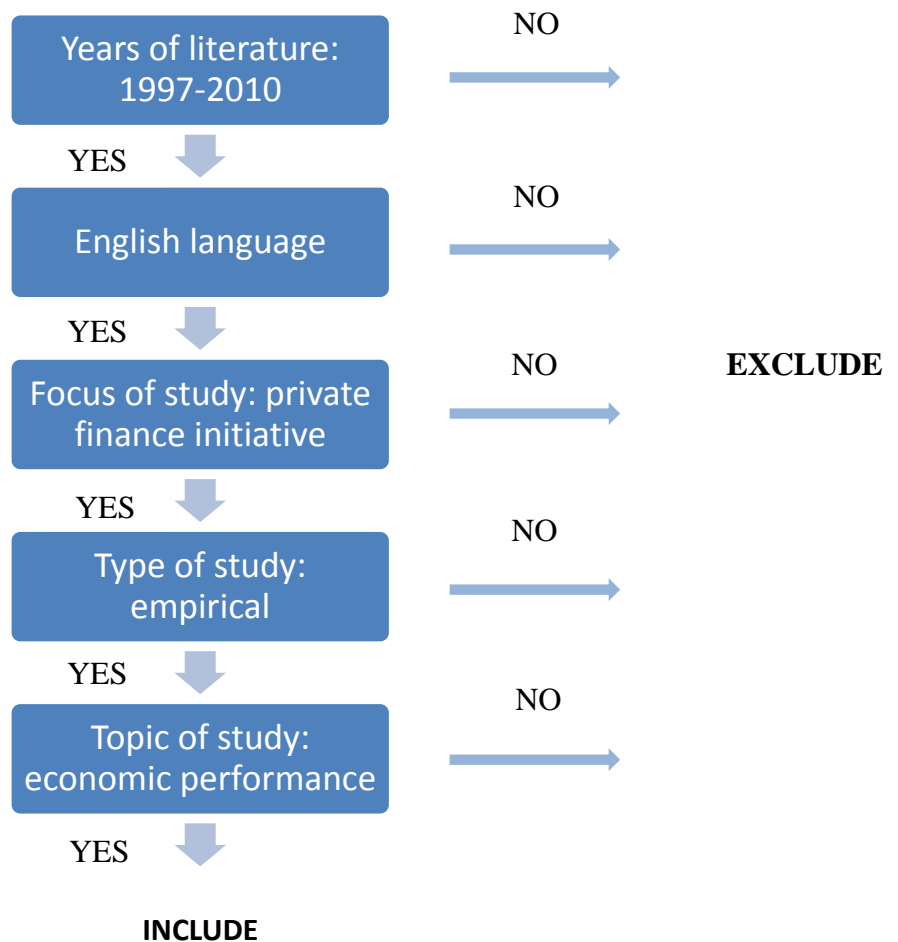 Years of literature:
1997-2010
NO
YES
English language
NO
YES
Focus of study: private
finance initiative
NO
EXCLUDE
YES
Type of study:
empirical
NO
YES
Topic of study:
economic performance
NO
YES
INCLUDE